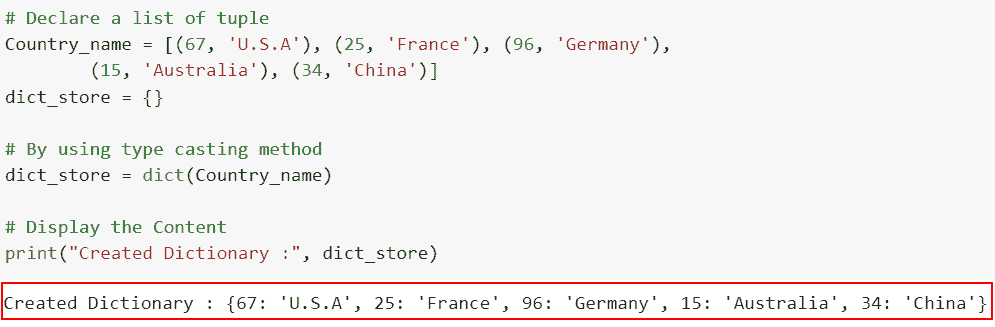 # Declare a list of tuple
Country_name = [(67, 'U.S.A'), (25, 'France'), (96, 'Germany'),
        (15, 'Australia'), (34, 'China')]
dict_store = {}
# By using type casting method
dict_store = dict(Country_name)
# Display the Content
print("Created Dictionary :", dict_store)
Created Dictionary : {67: 'U.S.A', 25: 'France', 96: 'Germany', 15: 'Australia', 34: 'China'}